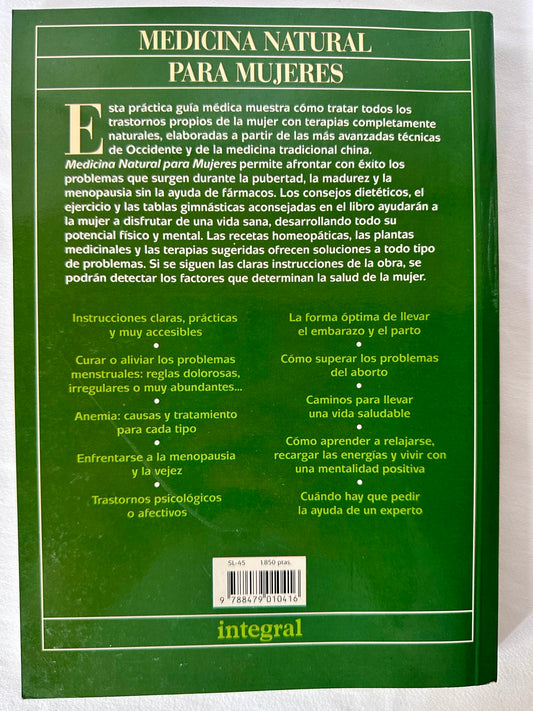 MEDICINA NATURAL
PARA MUJERES
Esta práctica guía médica muestra cómo tratar todos los
trastornos propios de la mujer con terapias completamente
naturales, elaboradas a partir de las más avanzadas técnicas
de Occidente y de la medicina tradicional china.
Medicina Natural para Mujeres permite afrontar con éxito los
problemas que surgen durante la pubertad, la madurez y la
menopausia sin la ayuda de fármacos. Los consejos dietéticos, el
ejercicio y las tablas gimnásticas aconsejadas en el libro ayudarán a
la mujer a disfrutar de una vida sana, desarrollando todo su
potencial físico y mental. Las recetas homeopáticas, las plantas
medicinales y las terapias sugeridas ofrecen soluciones a todo tipo
de problemas. Si se siguen las claras instrucciones de la obra, se
podrán detectar los factores que determinan la salud de la mujer.
Instrucciones claras, prácticas
y muy accesibles
•
Curar o aliviar los problemas
menstruales: reglas dolorosas,
irregulares o muy abundantes...
•
Anemia: causas y tratamiento
para cada tipo
•
Enfrentarse a la menopausia
y la vejez
•
Trastornos psicológicos
o afectivos
La forma óptima de llevar
el embarazo y el parto
•
Cómo superar los problemas
del aborto
•
Caminos para llevar
una vida saludable
•
Cómo aprender a relajarse,
recargar las energías y vivir con
una mentalidad positiva
•
Cuándo hay que pedir
la ayuda de un experto
SL-45 1.850 ptas.
9 788479 010416
integral